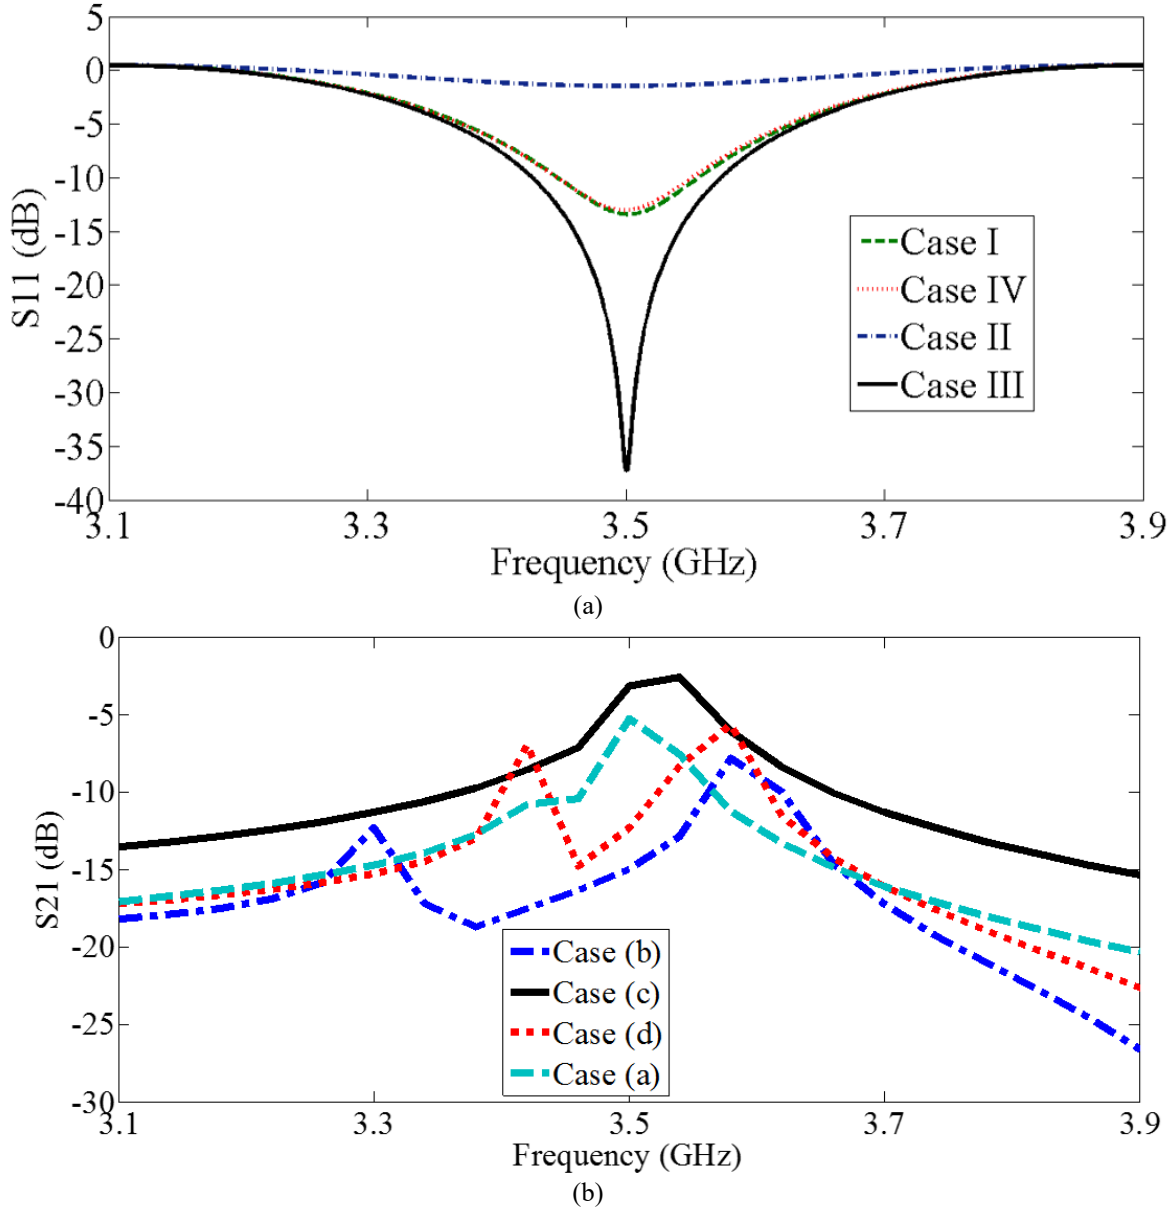 5
0
-5
-10
-15
-20
-25
-30
-35
-40
S11 (dB)
Case I
Case IV
Case II
Case III
3.1 3.3 3.5 3.7 3.9
Frequency (GHz)
(a)
0
-5
-10
-15
-20
-25
-30
S21 (dB)
Case (b)
Case (c)
Case (d)
Case (a)
3.1 3.3 3.5 3.7 3.9
Frequency (GHz)
(b)